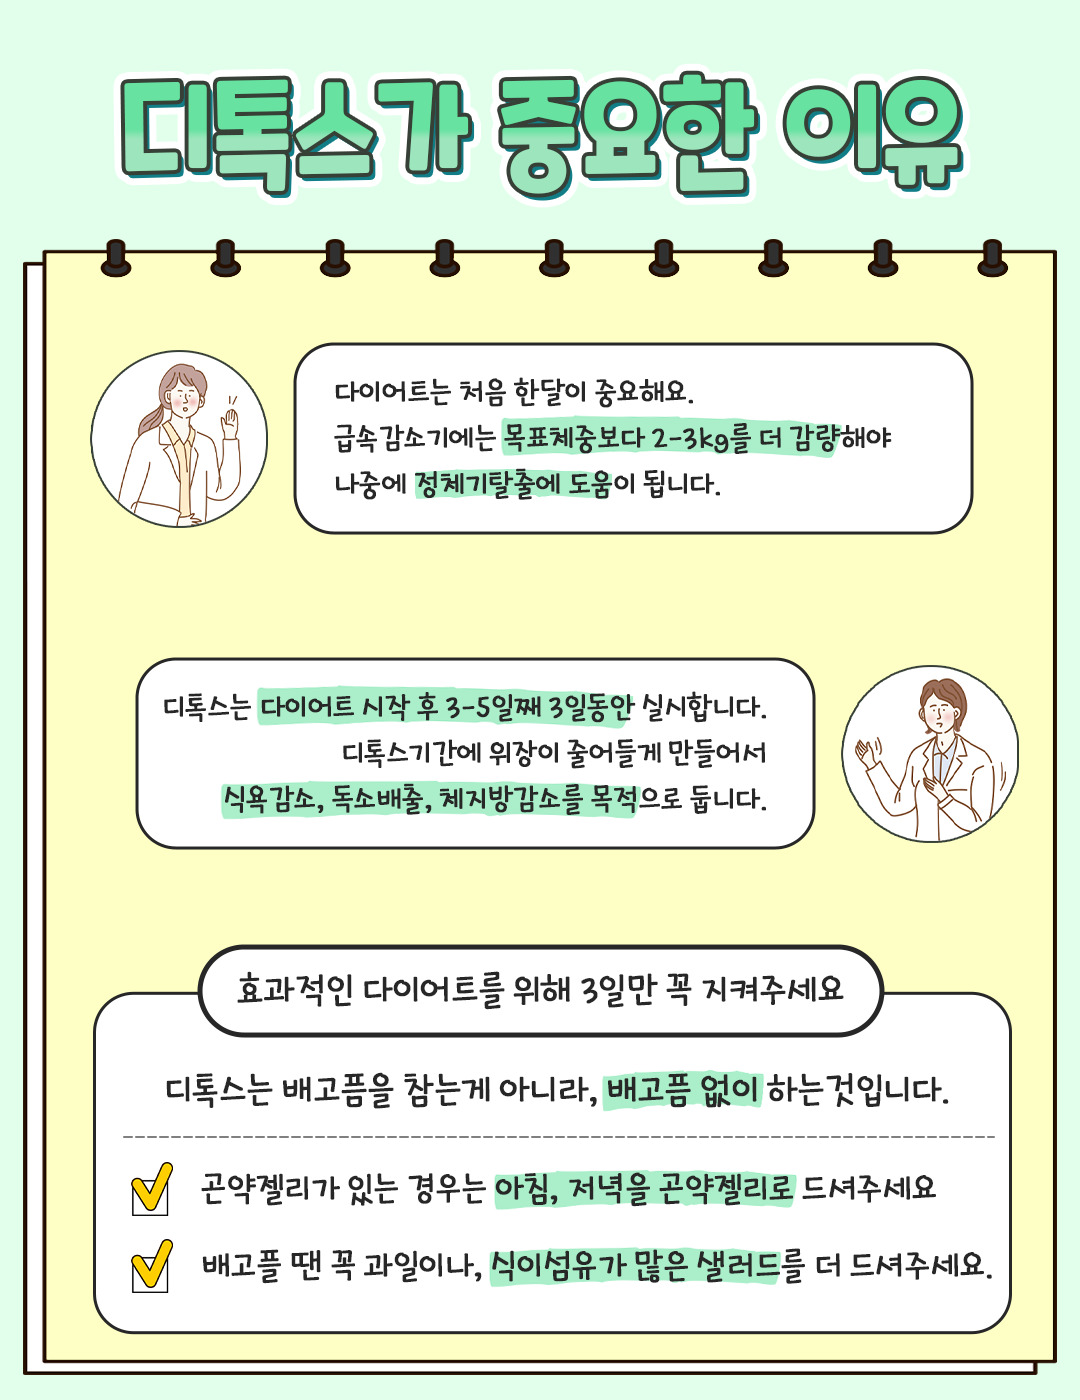 디톡스가 중요한 이유
다이어트는 처음 한달이 중요해요.
급속감소기에는 목표체중보다 2-3kg를 더 감량해야
나중에 정체기탈출에 도움이 됩니다.
디톡스는 다이어트 시작 후 3-5일째 3일동안 실시합니다.
디톡스기간에 위장이 줄어들게 만들어서
식욕감소, 독소배출, 체지방감소를 목적으로 둡니다.
효과적인 다이어트를 위해 3일만 꼭 지켜주세요
디톡스는 배고픔을 참는게 아니라, 배고픔 없이 하는것입니다.
곤약젤리가 있는 경우는 아침, 저녁을 곤약젤리로 드셔주세요
배고플 땐 꼭 과일이나, 식이섬유가 많은 샐러드를 더 드셔주세요.